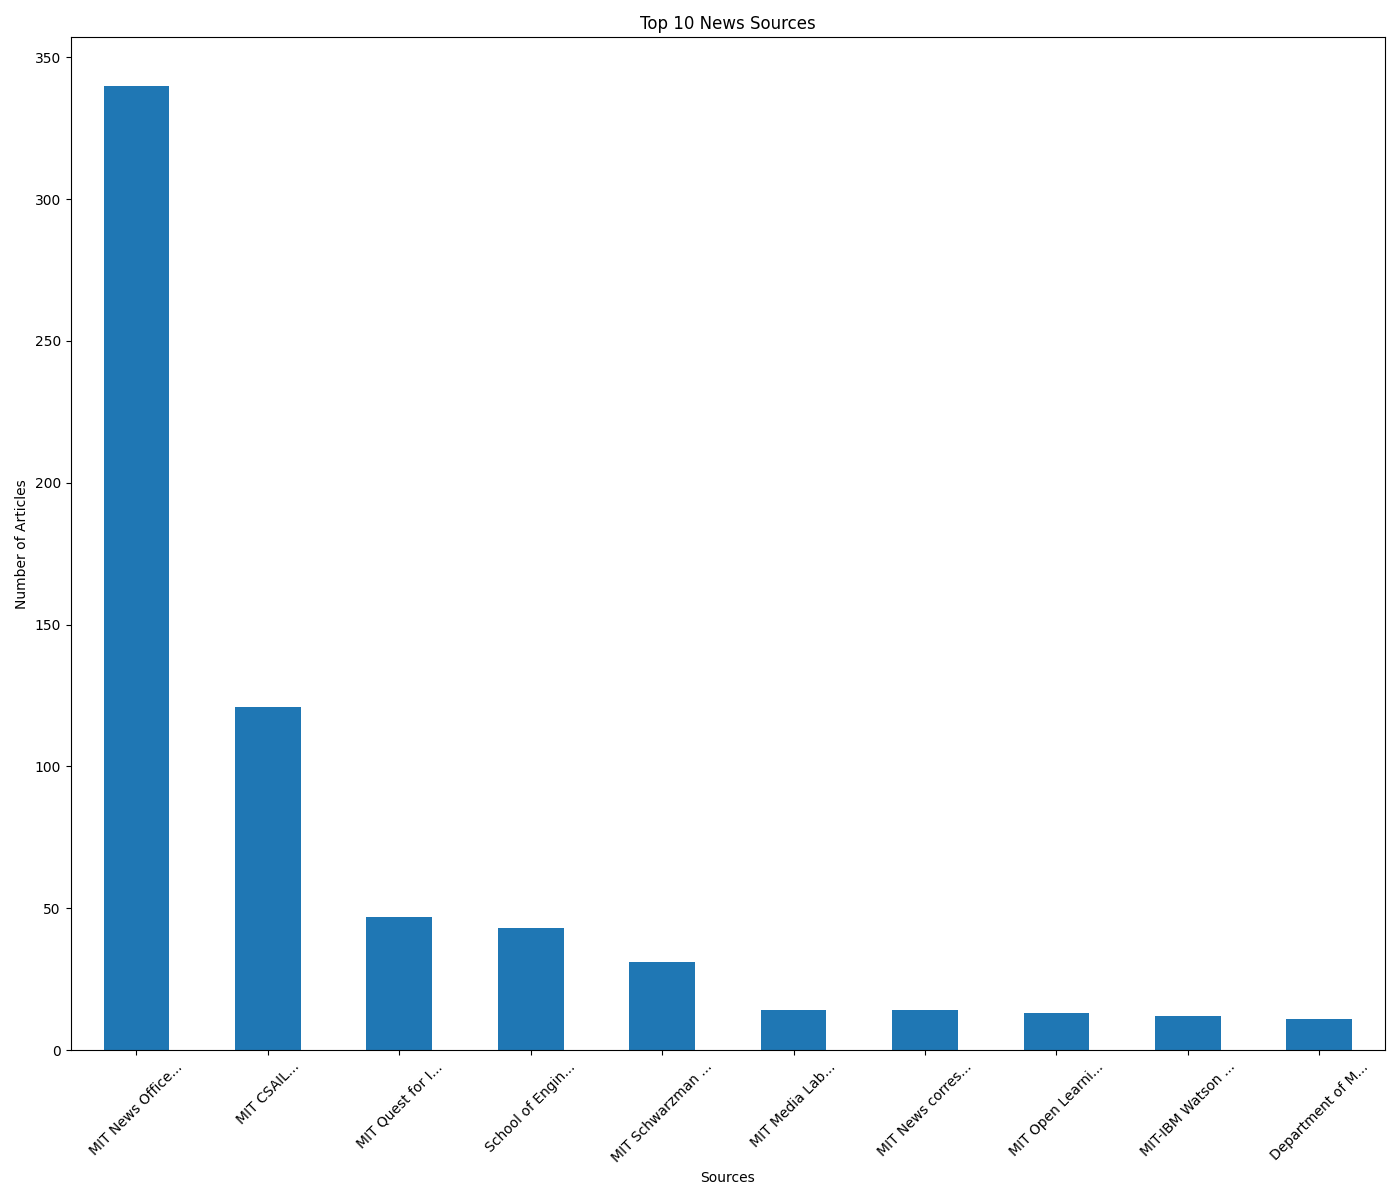 Top 10 News Sources
350
300
250
200
150
100
50
0
Number of Articles
MIT News Office...
MIT CSAIL...
MIT Quest for I...
School of Engin...
MIT Schwarzman ...
MIT Media Lab...
MIT News corres...
MIT Open Learni...
MIT-IBM Watson ...
Department of M...
Sources